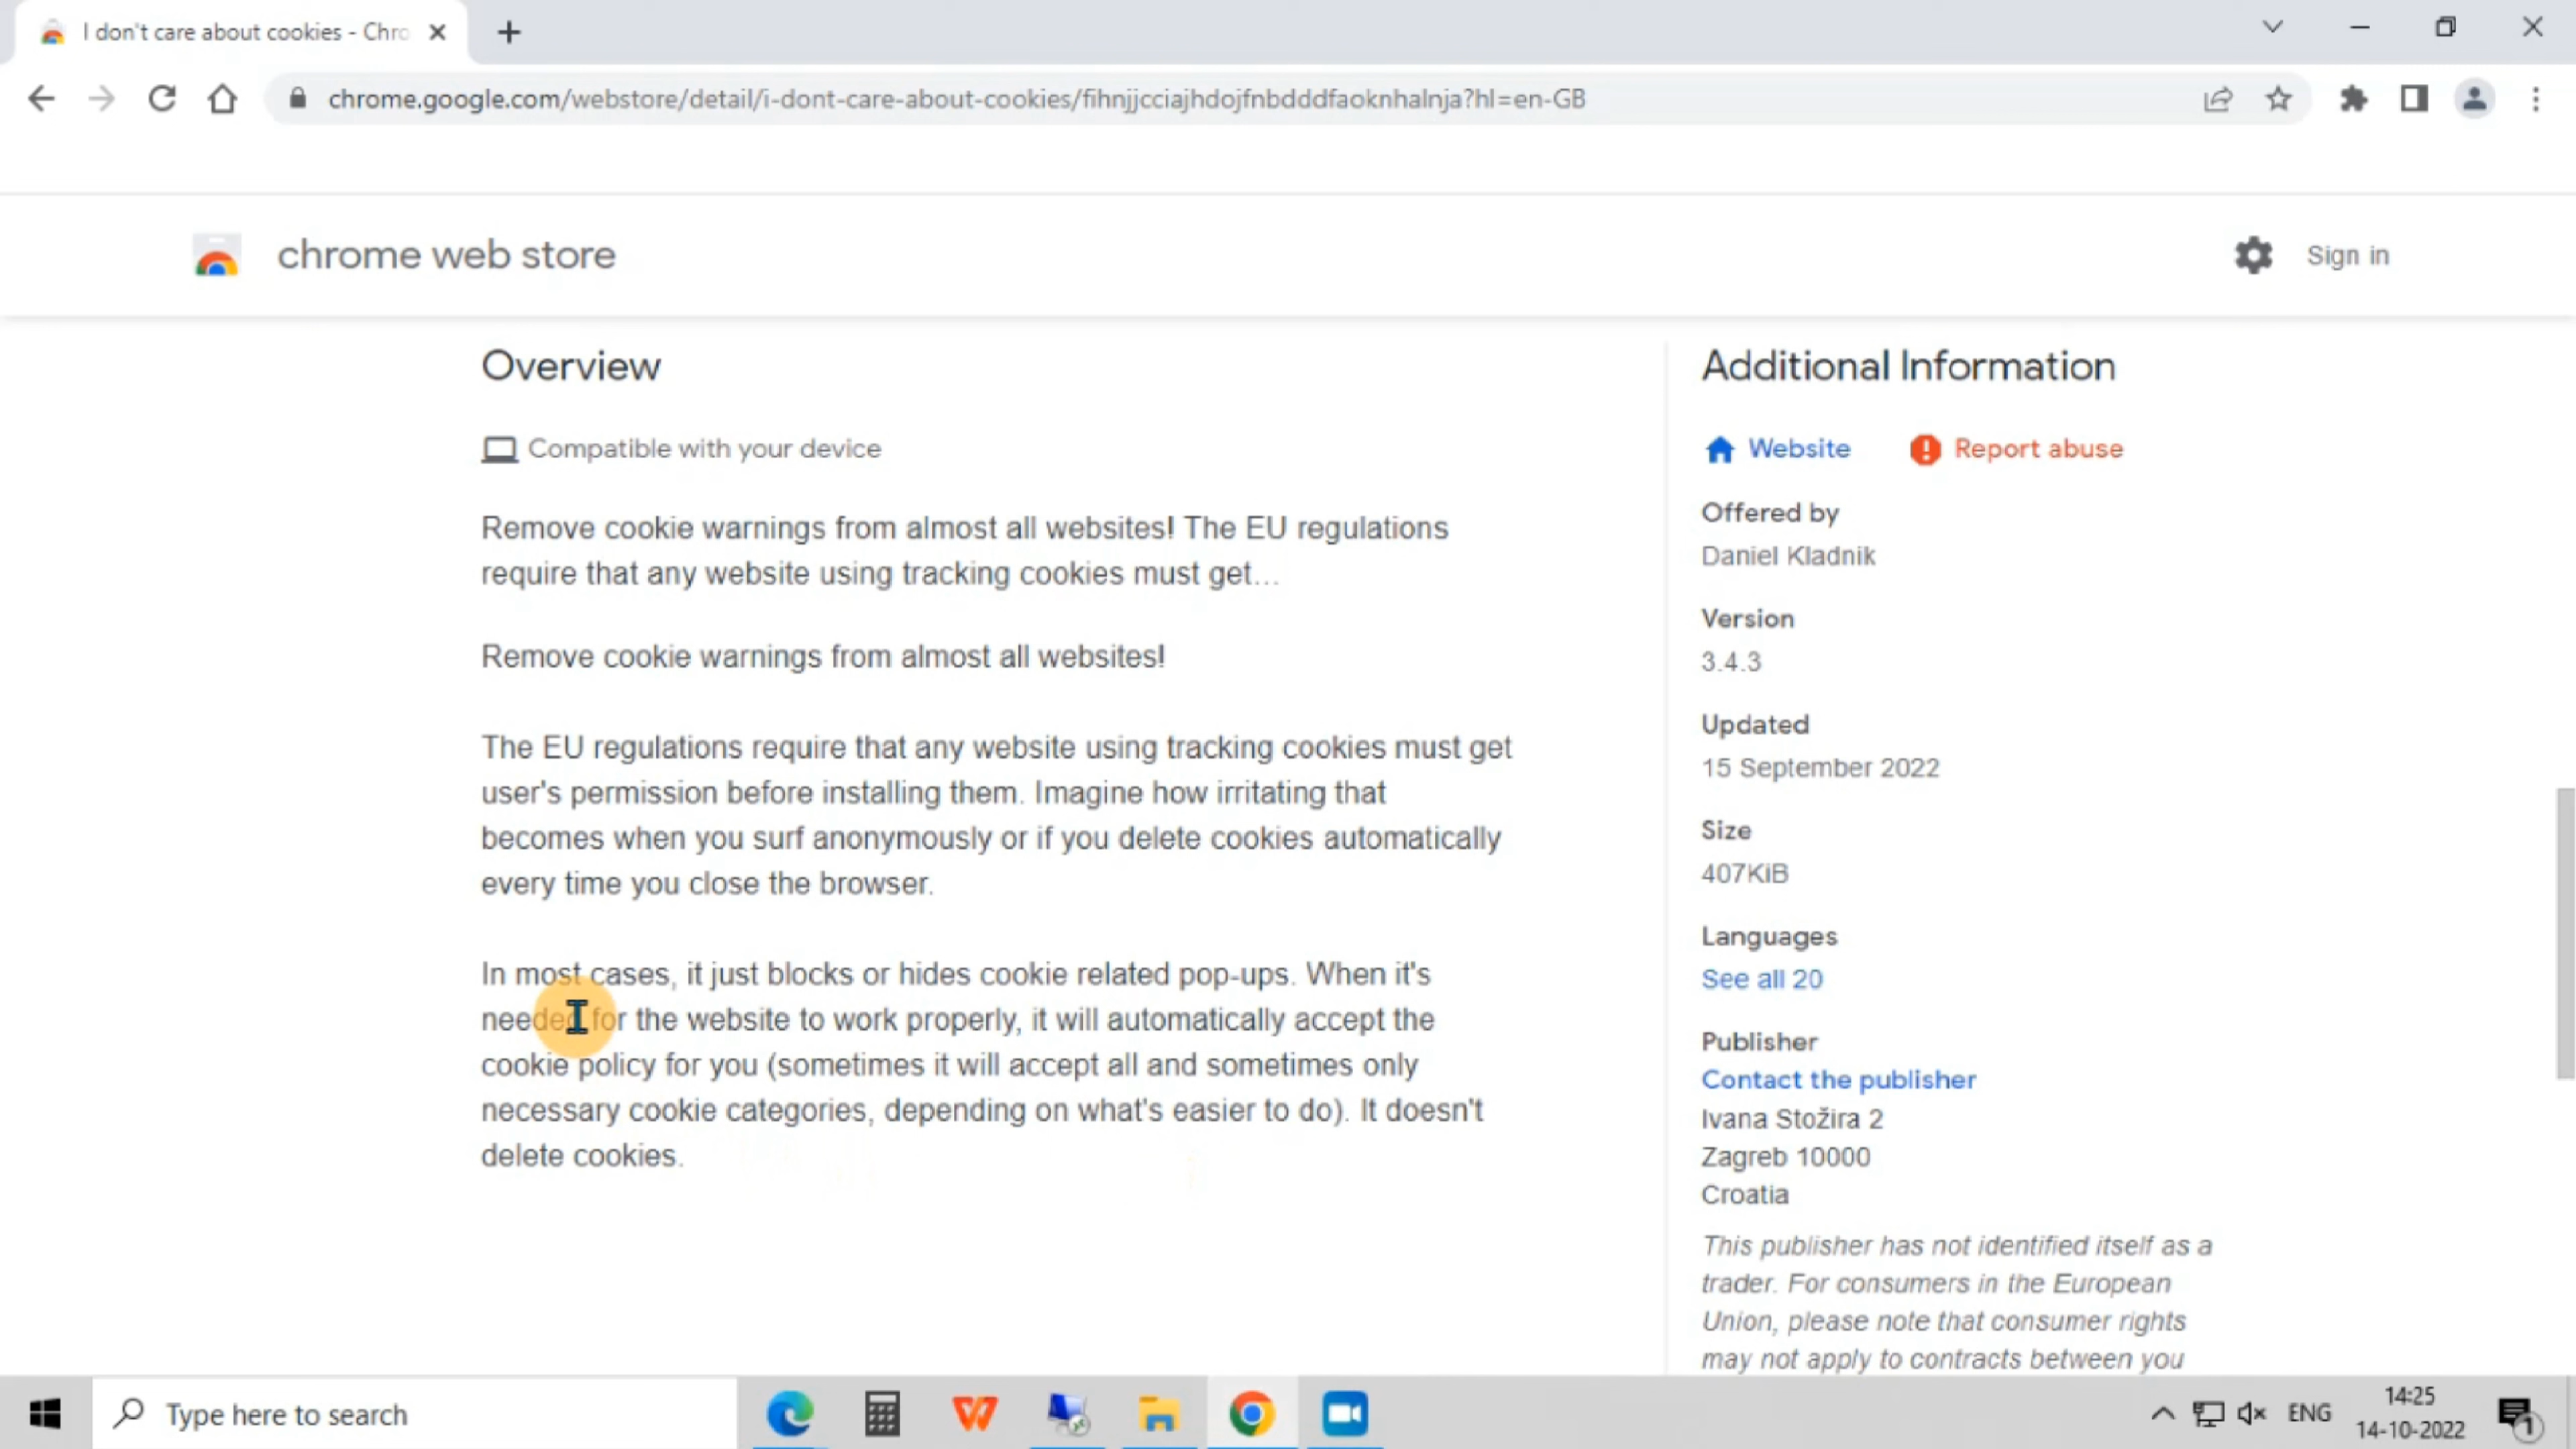 I don't care about cookies - Chro
chrome.google.com/webstore/detail/i-dont-care-about-cookies/fihnjjcciajhdojfnbdddfaoknhalnja?hl=en-GB
chrome web store
Sign in
Overview
Compatible with your device
Remove cookie warnings from almost all websites! The EU regulations
require that any website using tracking cookies must get...
Remove cookie warnings from almost all websites!
The EU regulations require that any website using tracking cookies must get
user's permission before installing them. Imagine how irritating that
becomes when you surf anonymously or if you delete cookies automatically
every time you close the browser.
In most cases, it just blocks or hides cookie related pop-ups. When it's
needed for the website to work properly, it will automatically accept the
cookie policy for you (sometimes it will accept all and sometimes only
necessary cookie categories, depending on what's easier to do). It doesn't
delete cookies.
Additional Information
Website
Report abuse
Offered by
Daniel Kladnik
Version
3.4.3
Updated
15 September 2022
Size
407KiB
Languages
See all 20
Publisher
Contact the publisher
Ivana Stožira 2
Zagreb 10000
Croatia
This publisher has not identified itself as a
trader. For consumers in the European
Union, please note that consumer rights
may not apply to contracts between you
Type here to search
ENG
14:25
14-10-2022
1